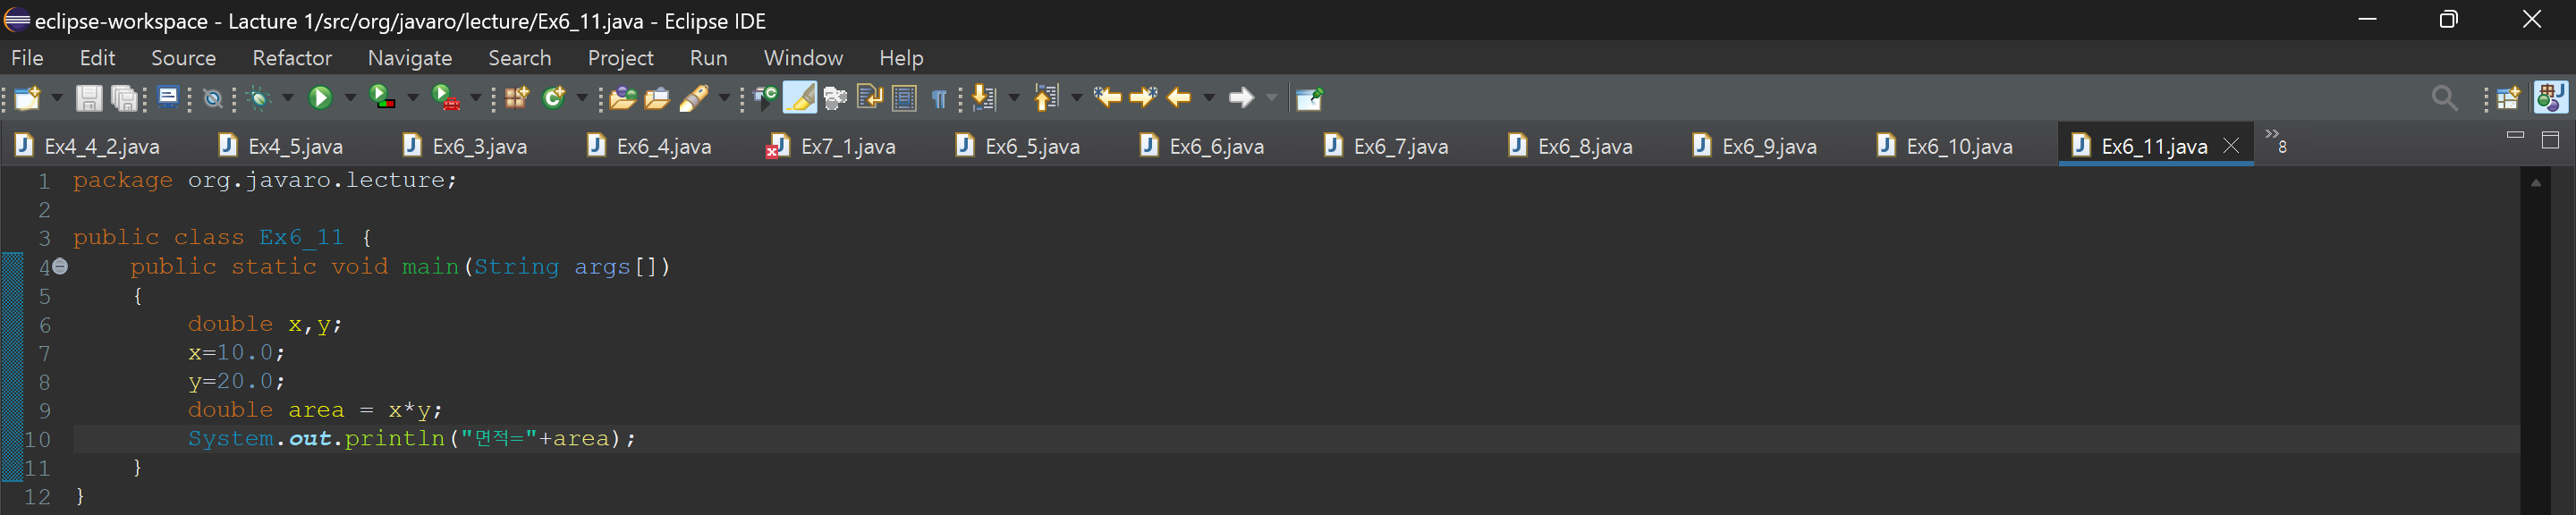 eclipse-workspace - Lacture 1/src/org/javaro/lecture/Ex6_11.java - Eclipse IDE
File Edit Source Refactor Navigate Search Project Run Window Help
Ex4_4_2.java Ex4_5.java Ex6_3.java Ex6_4.java Ex7_1.java Ex6_5.java Ex6_6.java Ex6_7.java Ex6_8.java Ex6_9.java Ex6_10.java Ex6_11.java »8
1 package org.javaro.lecture;
2
3 public class Ex6_11 {
4 public static void main(String args[])
5 {
6 double x,y;
7 x=10.0;
8 y=20.0;
9 double area = x*y;
10 System.out.println("면적="+area);
11 }
12 }